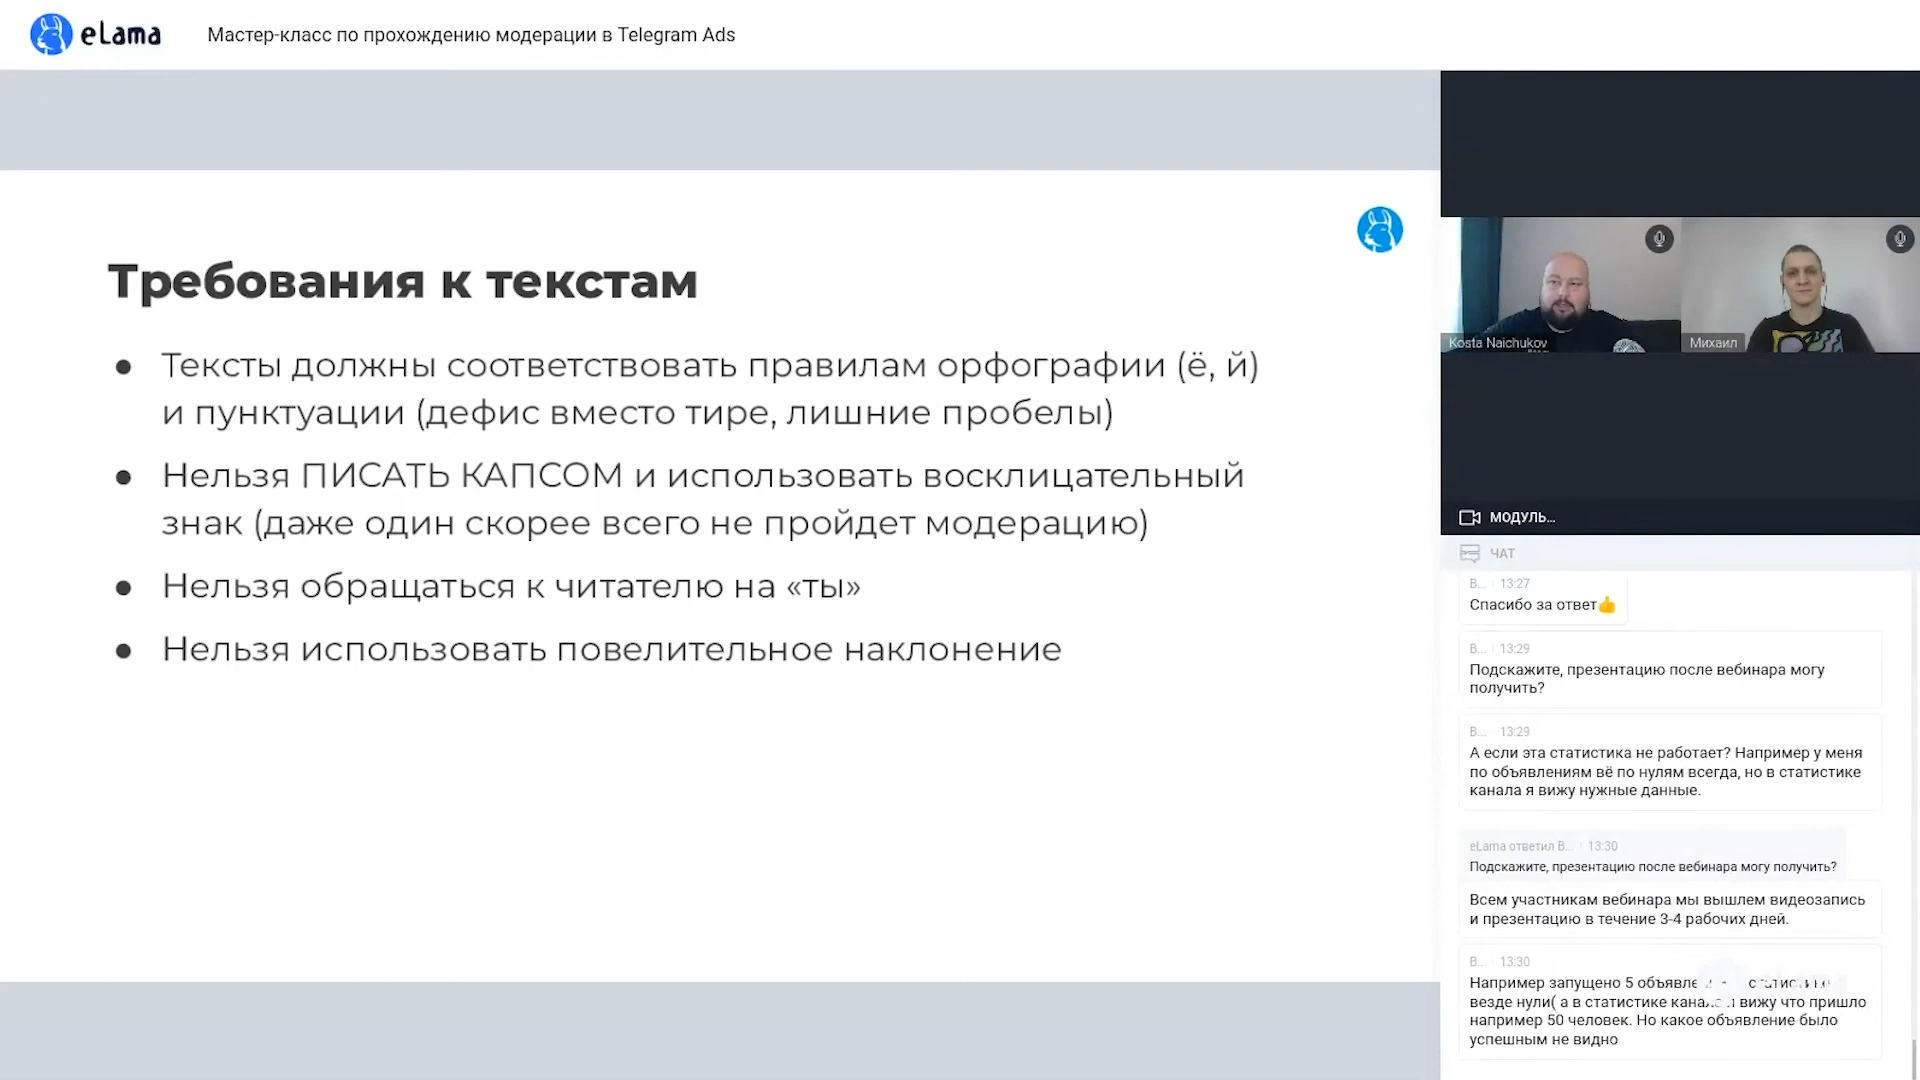 eLama
Мастер-класс по прохождению модерации в Telegram Ads
Требования к текстам
● Тексты должны соответствовать правилам орфографии (ё, й)
и пунктуации (дефис вместо тире, лишние пробелы)
● Нельзя ПИСАТЬ КАПСОМ и использовать восклицательный
знак (даже один скорее всего не пройдет модерацию)
● Нельзя обращаться к читателю на «ты»
● Нельзя использовать повелительное наклонение
Kosta Naichukov
Михаил
МОДУЛЬ...
ЧАТ
В... 13:27
Спасибо за ответ👍
В... 13:29
Подскажите, презентацию после вебинара могу
получить?
В... 13:29
А если эта статистика не работает? Например у меня
по объявлениям вё по нулям всегда, но в статистике
канала я вижу нужные данные.
eLama ответил В... 13:30
Подскажите, презентацию после вебинара могу получить?
Всем участникам вебинара мы вышлем видеозапись
и презентацию в течение 3-4 рабочих дней.
В... 13:30
Например запущено 5
везде нули( а в статистике канала я вижу что пришло
например 50 человек. Но какое объявление было
успешным не видно